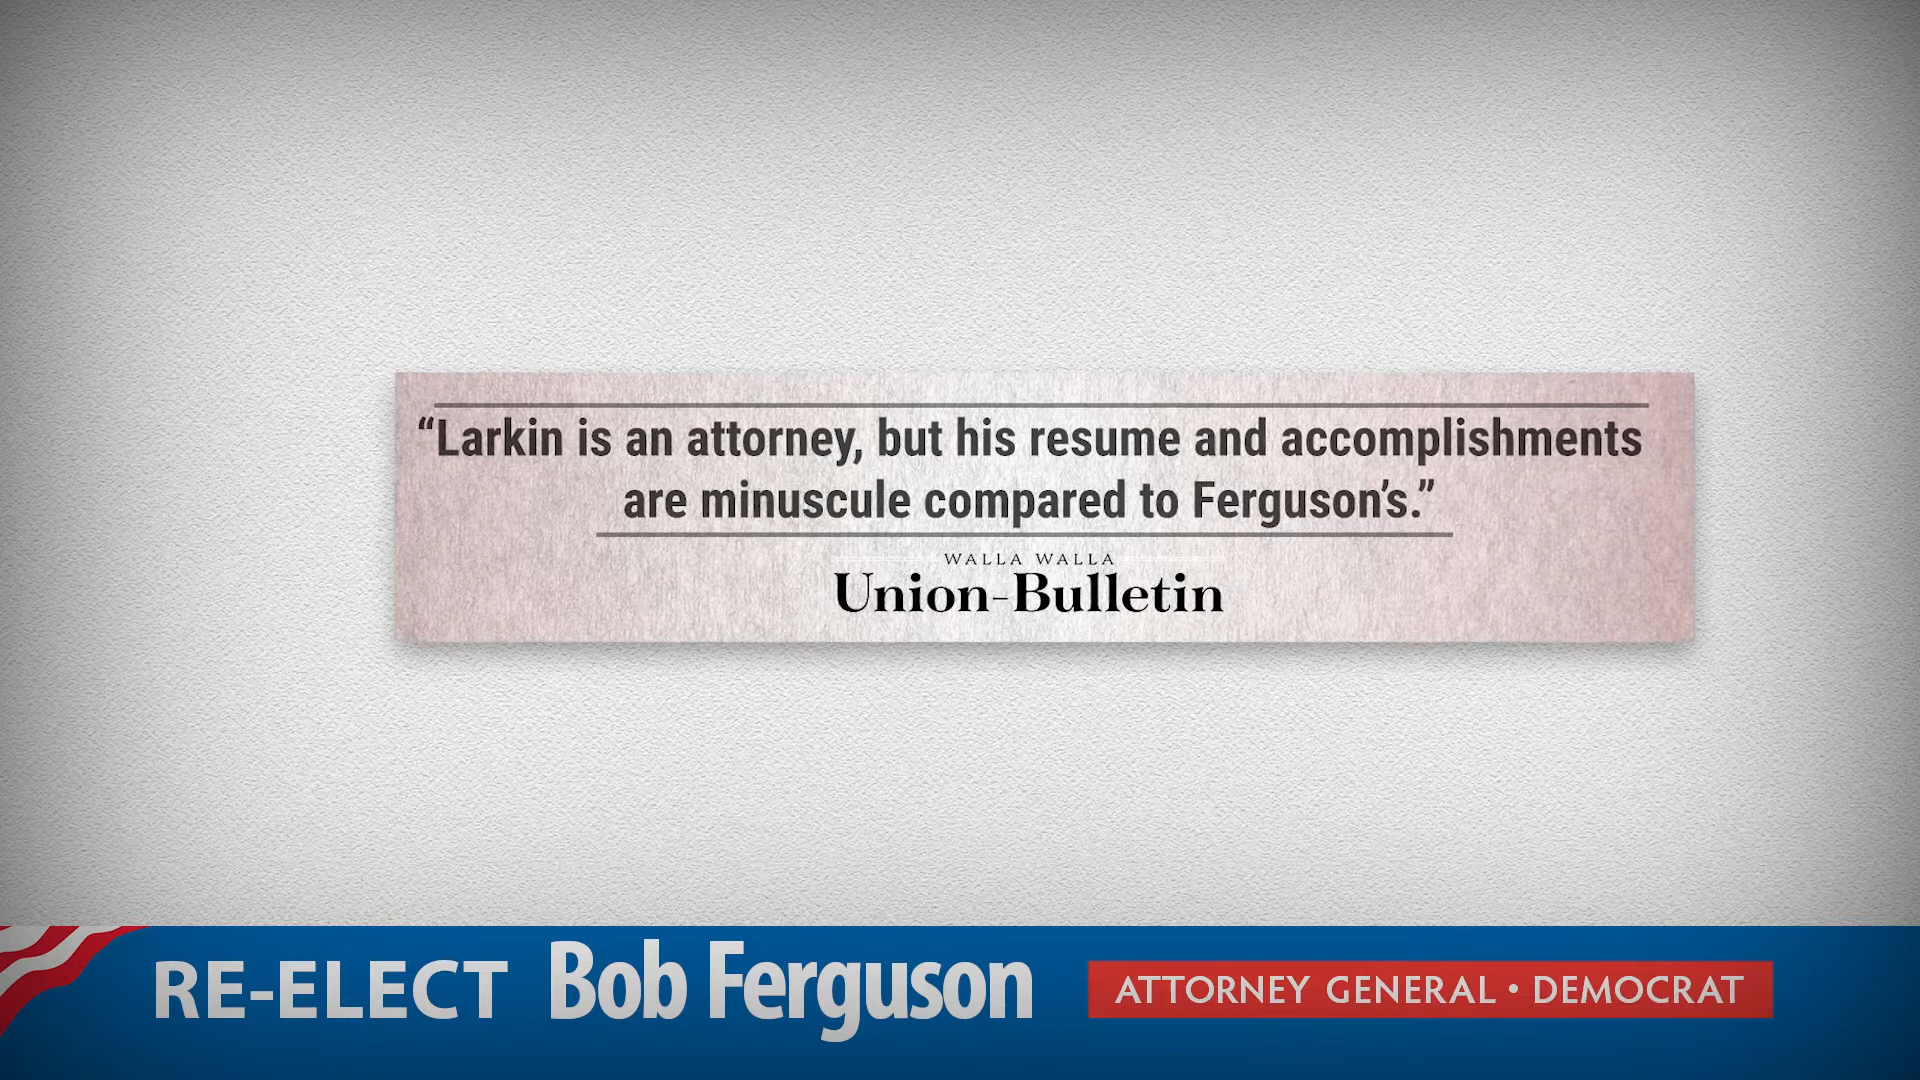 “Larkin is an attorney, but his resume and accomplishments
are minuscule compared to Ferguson’s.”
WALLA WALLA
Union-Bulletin
RE-ELECT Bob Ferguson ATTORNEY GENERAL • DEMOCRAT